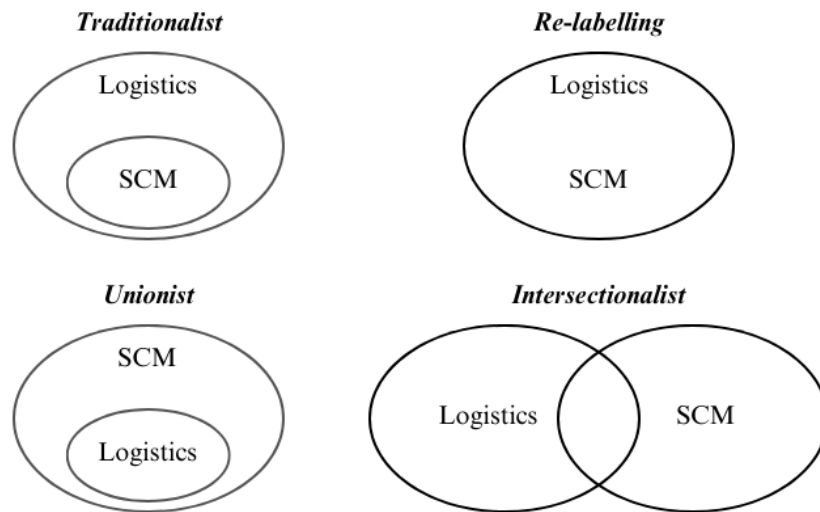 Traditionalist
Logistics
SCM
Re-labelling
Logistics
SCM
Unionist
SCM
Logistics
Intersectionalist
Logistics
SCM